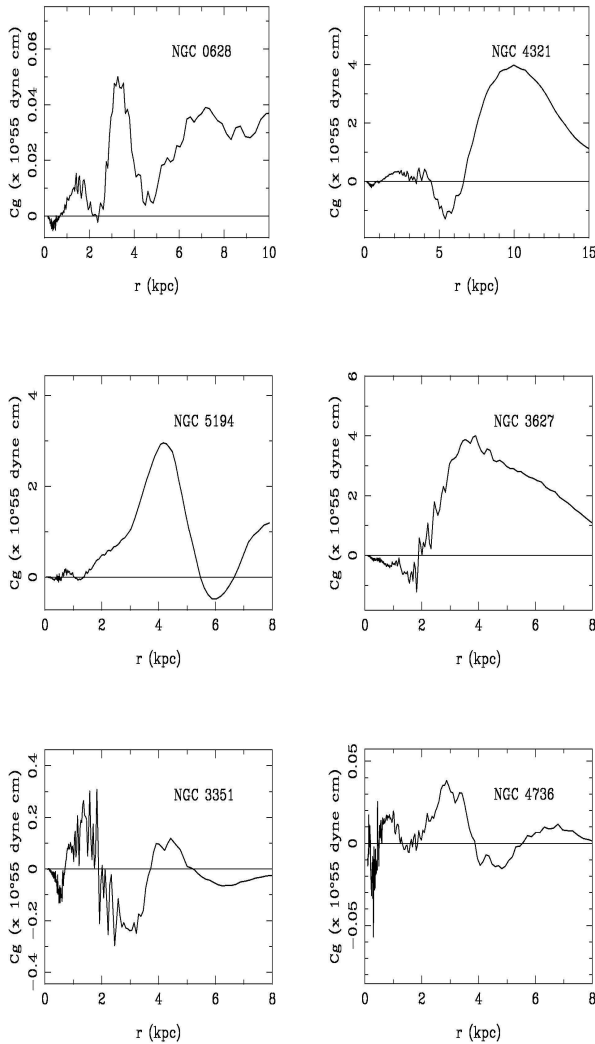 NGC 0628
Cg (x 10°55 dyne cm)
0.06
0.04
0.02
0
0 2 4 6 8 10
r (kpc)
NGC 4321
Cg (x 10°55 dyne cm)
4
2
0
0 5 10 15
r (kpc)
NGC 5194
Cg (x 10°55 dyne cm)
4
2
0
0 2 4 6 8
r (kpc)
NGC 3627
Cg (x 10°55 dyne cm)
6
4
2
0
0 2 4 6 8
r (kpc)
NGC 3351
Cg (x 10°55 dyne cm)
0.4
0.2
0
−0.2
−0.4
0 2 4 6 8
r (kpc)
NGC 4736
Cg (x 10°55 dyne cm)
0.05
0
−0.05
0 2 4 6 8
r (kpc)